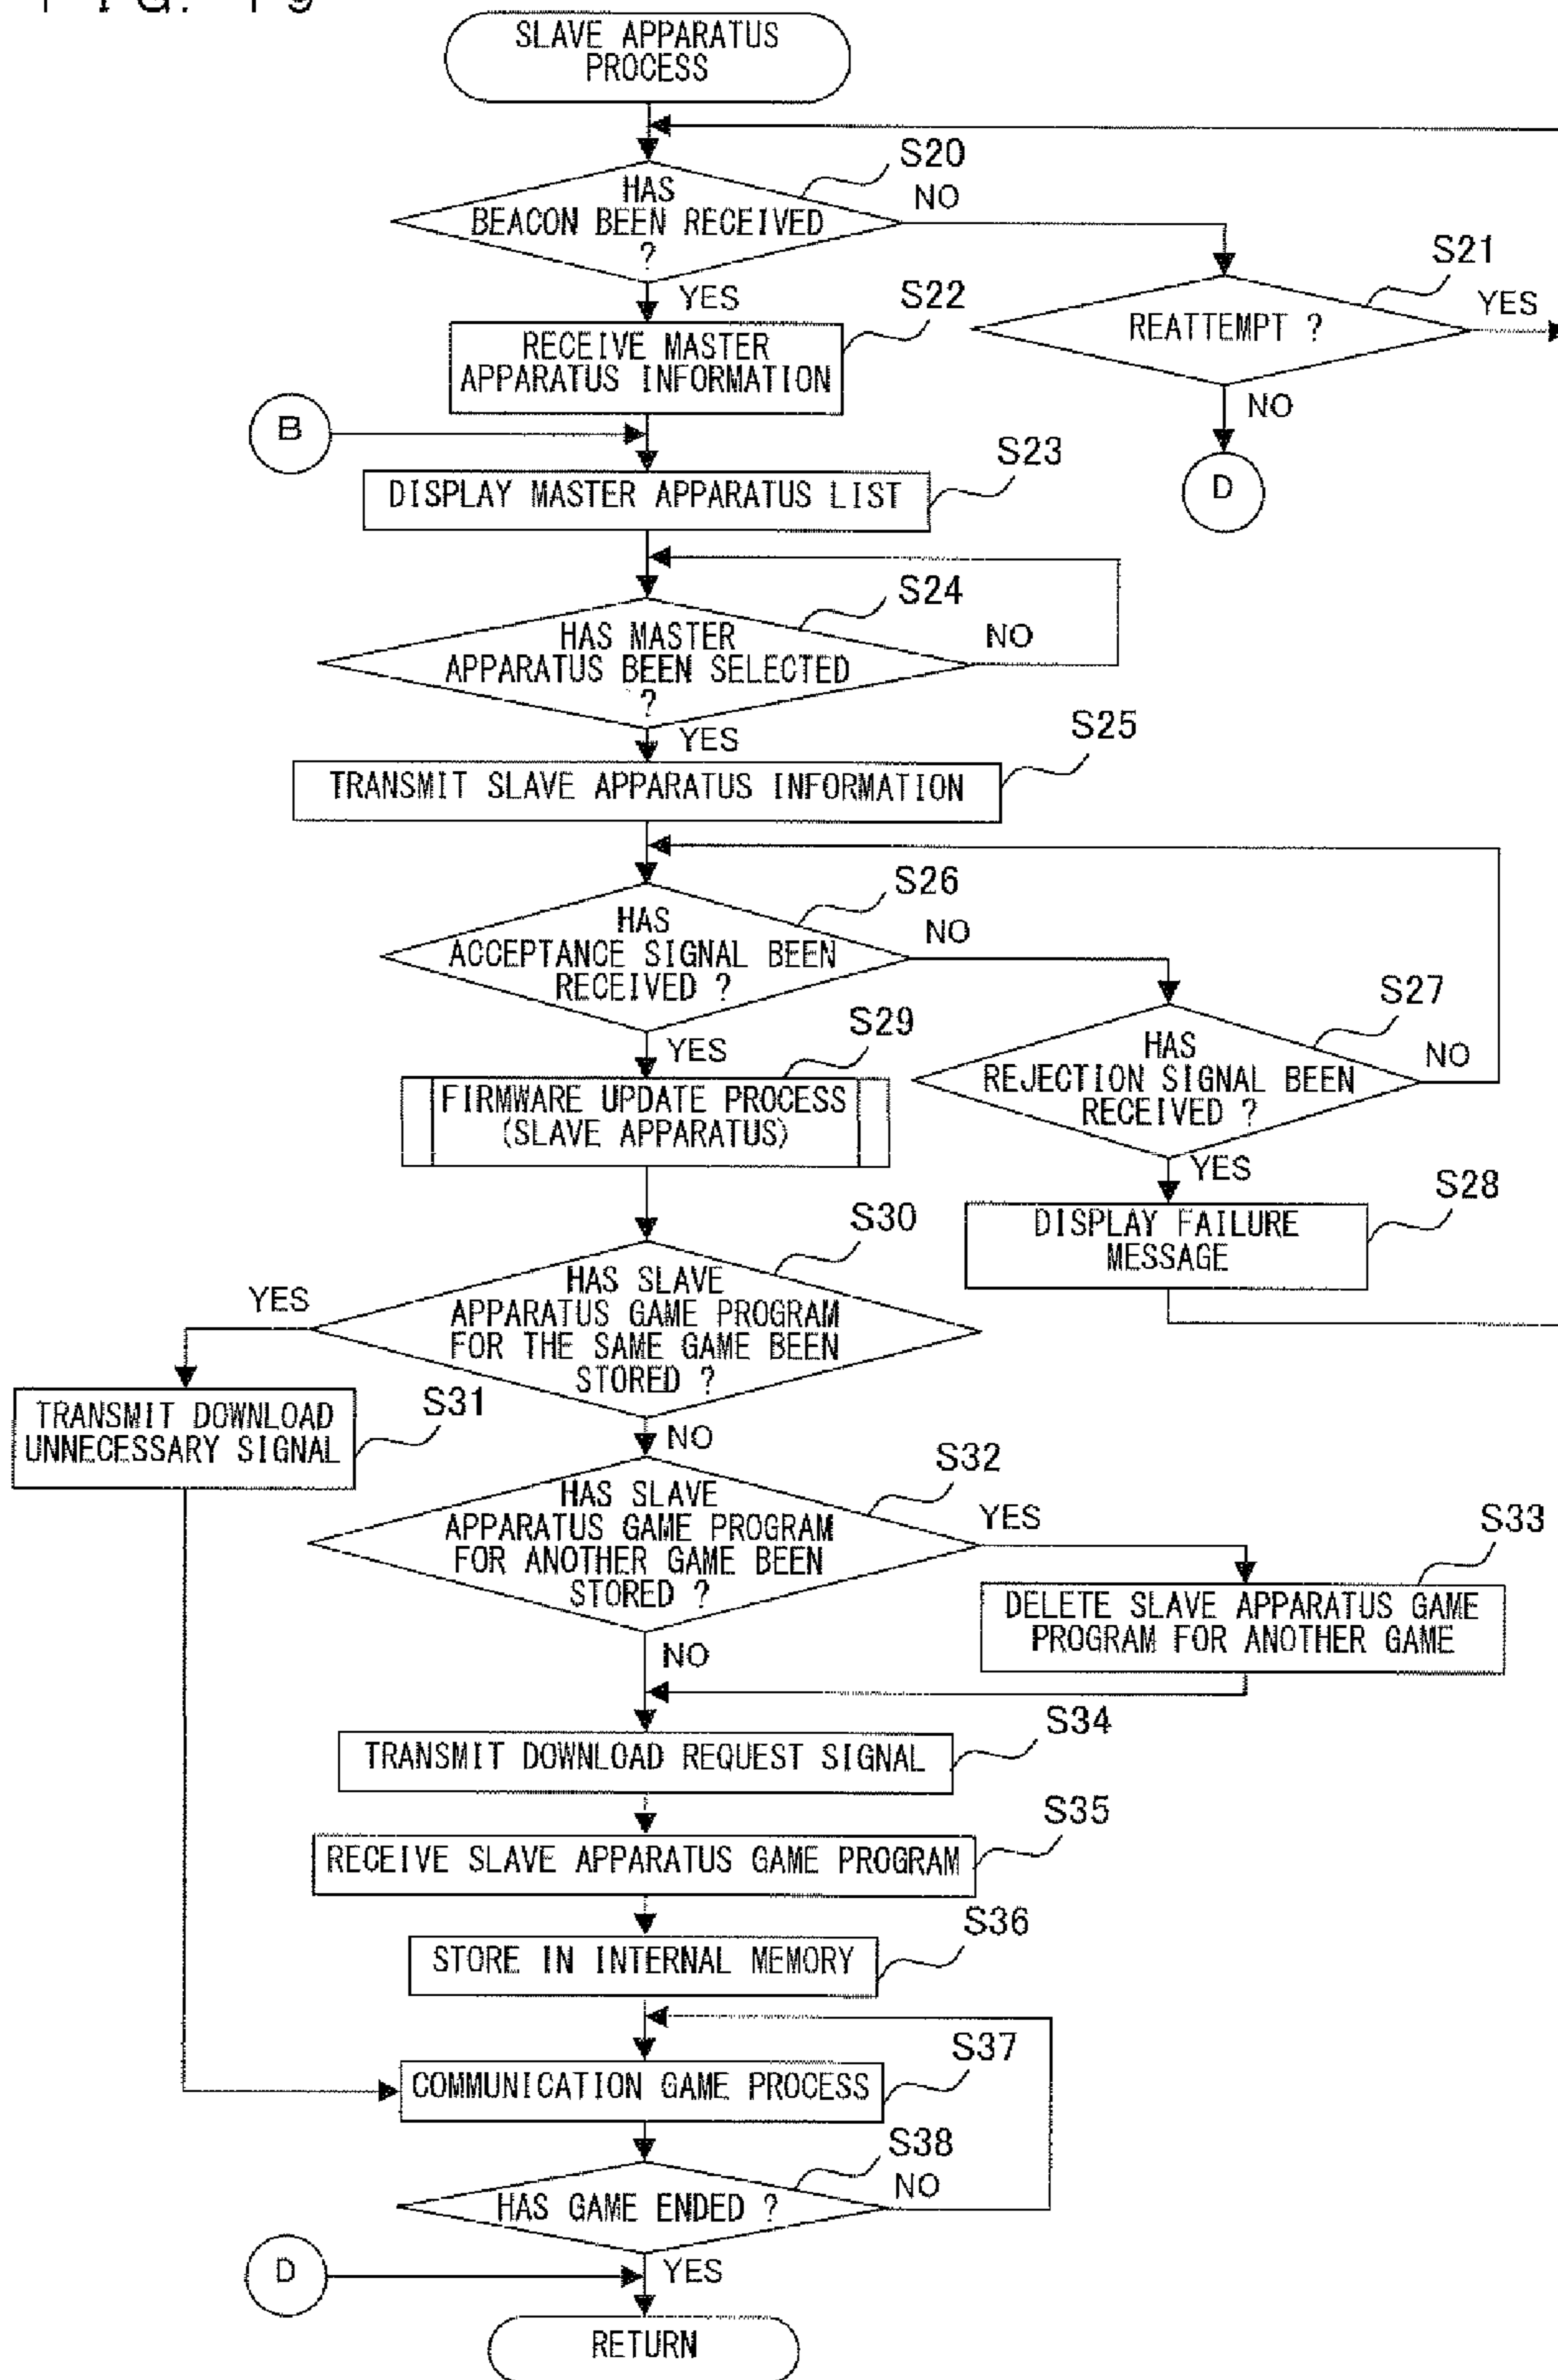 FIG. 19
SLAVE APPARATUS
PROCESS
S20
HAS
BEACON BEEN RECEIVED
?
NO
YES
S21
REATTEMPT ?
YES
NO
D
S22
RECEIVE MASTER
APPARATUS INFORMATION
B
S23
DISPLAY MASTER APPARATUS LIST
S24
HAS MASTER
APPARATUS BEEN SELECTED
?
NO
YES
S25
TRANSMIT SLAVE APPARATUS INFORMATION
S26
HAS
ACCEPTANCE SIGNAL BEEN
RECEIVED ?
NO
YES
S27
HAS
REJECTION SIGNAL BEEN
RECEIVED ?
NO
YES
S28
DISPLAY FAILURE
MESSAGE
S29
FIRMWARE UPDATE PROCESS
(SLAVE APPARATUS)
S30
HAS SLAVE
APPARATUS GAME PROGRAM
FOR THE SAME GAME BEEN
STORED ?
YES
NO
S31
TRANSMIT DOWNLOAD
UNNECESSARY SIGNAL
S32
HAS SLAVE
APPARATUS GAME PROGRAM
FOR ANOTHER GAME BEEN
STORED ?
YES
NO
S33
DELETE SLAVE APPARATUS GAME
PROGRAM FOR ANOTHER GAME
S34
TRANSMIT DOWNLOAD REQUEST SIGNAL
S35
RECEIVE SLAVE APPARATUS GAME PROGRAM
S36
STORE IN INTERNAL MEMORY
S37
COMMUNICATION GAME PROCESS
S38
HAS GAME ENDED ?
NO
YES
D
RETURN